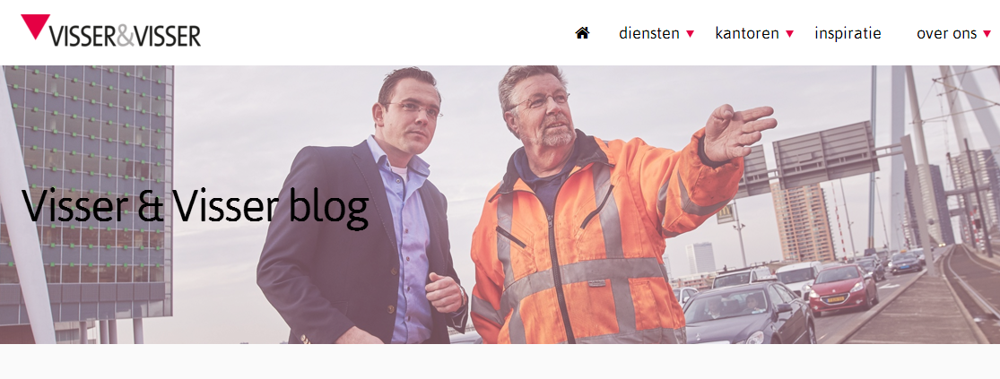 VISSER&VISSER
diensten
kantoren
inspiratie
over ons
Visser & Visser blog